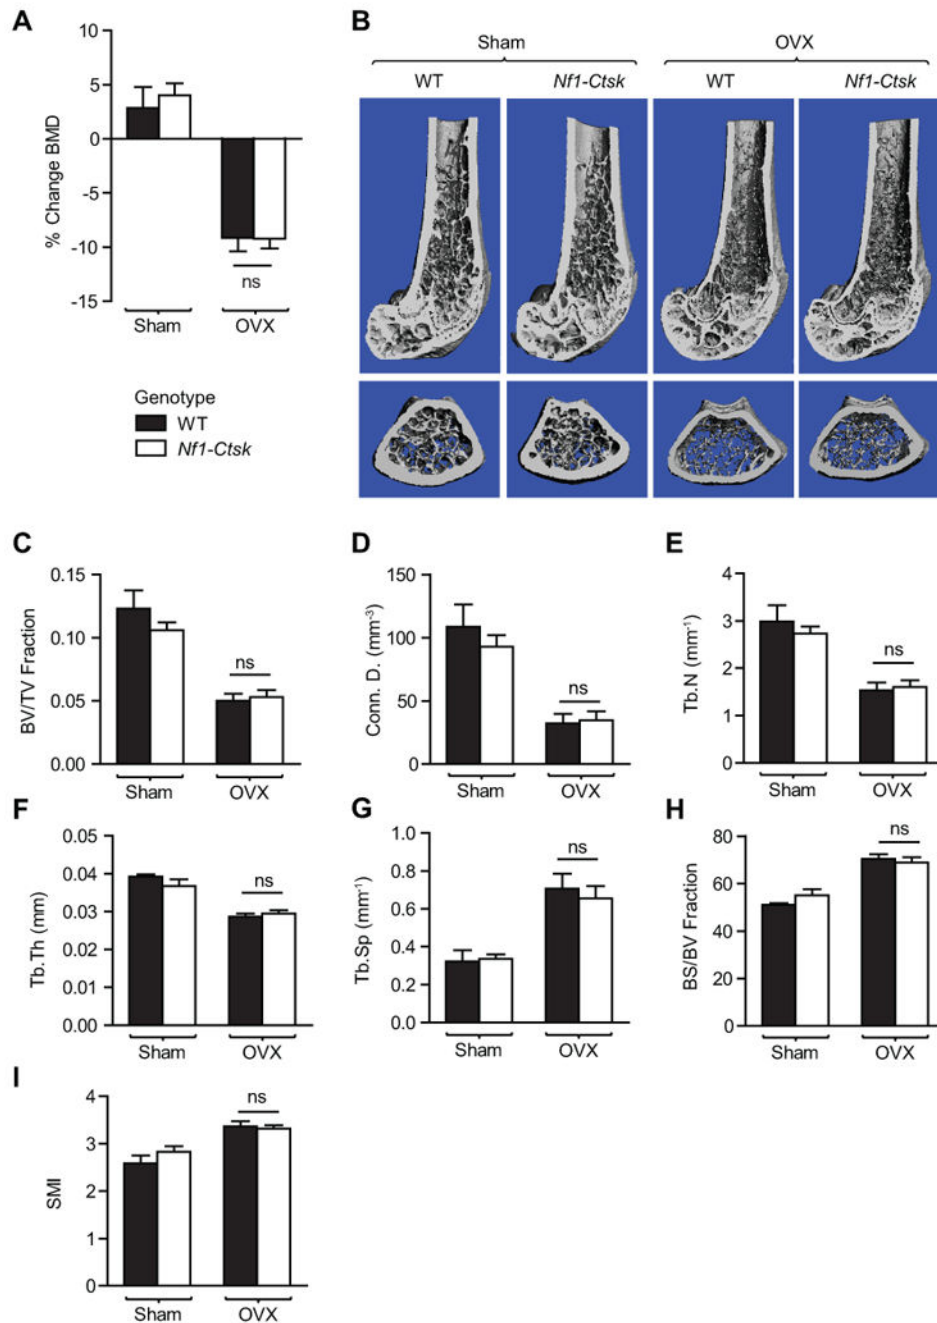 A
% Change BMD
10
5
0
-5
-10
-15
ns
Sham
OVX
Genotype
WT
Nf1-Ctsk
B
Sham
OVX
WT
Nf1-Ctsk
WT
Nf1-Ctsk
C
BV/TV Fraction
0.15
0.10
0.05
0.00
ns
Sham
OVX
D
Conn. D. (mm-3)
150
100
50
0
ns
Sham
OVX
E
Tb.N (mm-1)
4
3
2
1
0
ns
Sham
OVX
F
Tb.Th (mm)
0.05
0.04
0.03
0.02
0.01
0.00
ns
Sham
OVX
G
Tb.Sp (mm-1)
1.0
0.8
0.6
0.4
0.2
0.0
ns
Sham
OVX
H
BS/BV Fraction
80
60
40
20
0
ns
Sham
OVX
I
SMI
4
3
2
1
0
ns
Sham
OVX